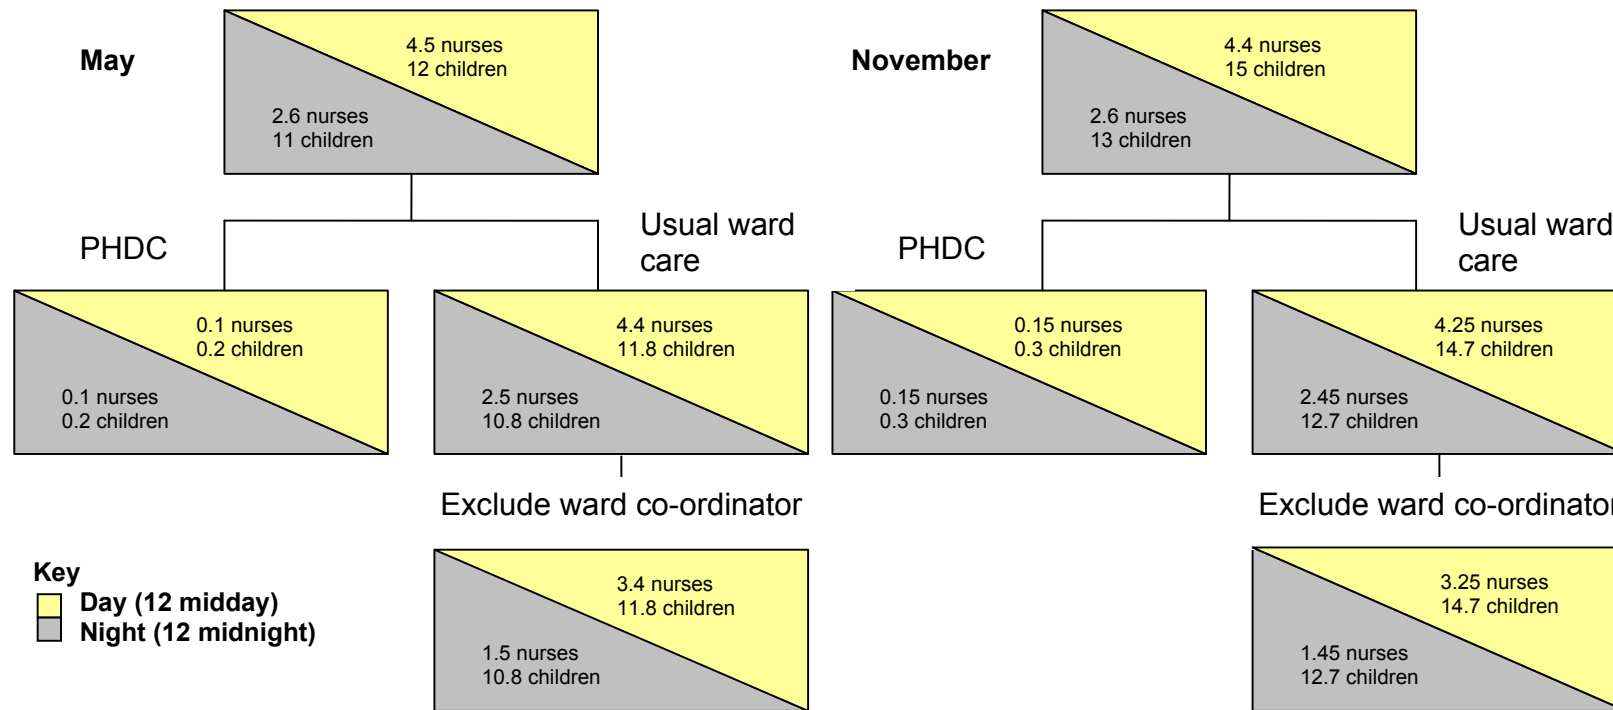 May
4.5 nurses
12 children
2.6 nurses
11 children
PHDC
Usual ward
care
0.1 nurses
0.2 children
0.1 nurses
0.2 children
4.4 nurses
11.8 children
2.5 nurses
10.8 children
Exclude ward co-ordinator
3.4 nurses
11.8 children
1.5 nurses
10.8 children
November
4.4 nurses
15 children
2.6 nurses
13 children
PHDC
Usual ward
care
0.15 nurses
0.3 children
0.15 nurses
0.3 children
4.25 nurses
14.7 children
2.45 nurses
12.7 children
Exclude ward co-ordinator
3.25 nurses
14.7 children
1.45 nurses
12.7 children
Key
Day (12 midday)
Night (12 midnight)